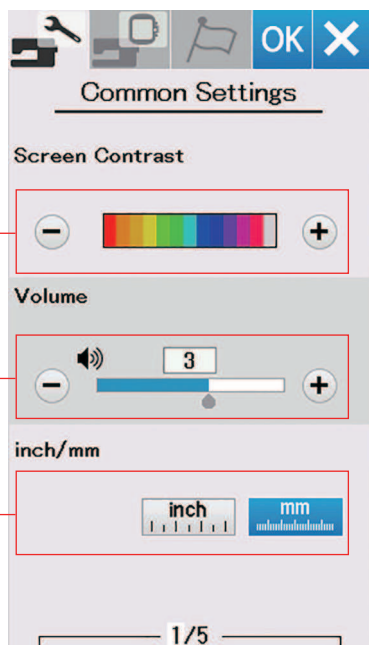 OK
Common Settings
Screen Contrast
Volume
3
inch/mm
inch
mm
1/5